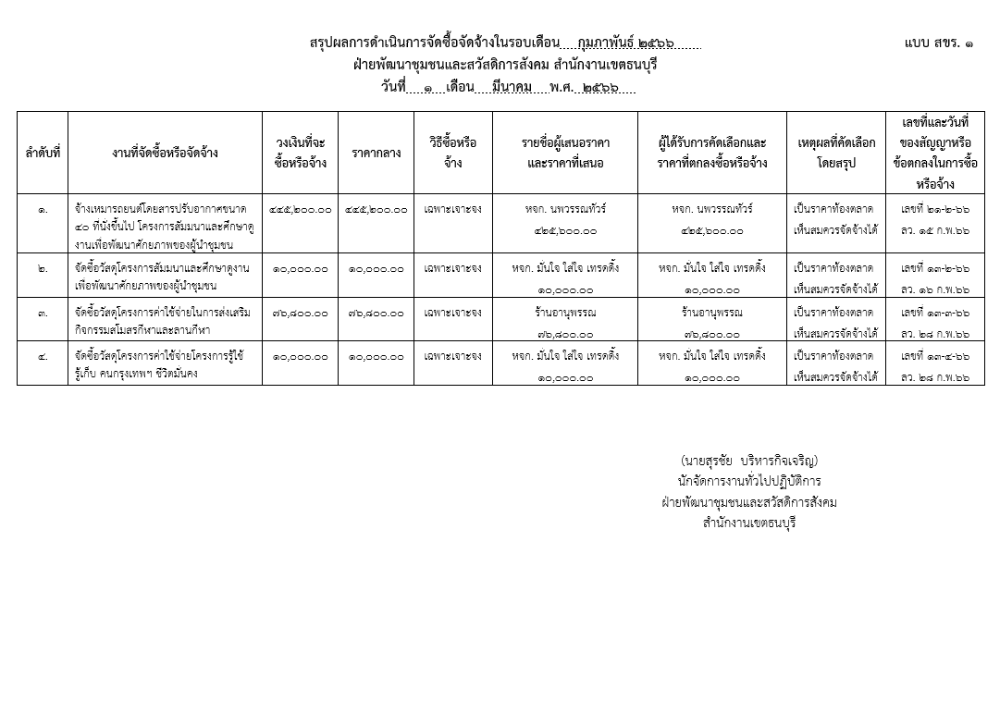 สรุปผลการดำเนินการจัดซื้อจัดจ้างในรอบเดือน กุมภาพันธ์ ๒๕๖๖
แบบ สขร. ๑
ฝ่ายพัฒนาชุมชนและสวัสดิการสังคม สำนักงานเขตธนบุรี
วันที่ ๑ เดือน มีนาคม พ.ศ. ๒๕๖๖
ลำดับที่ งานที่จัดซื้อหรือจัดจ้าง วงเงินที่จะ
ซื้อหรือจ้าง ราคากลาง วิธีซื้อหรือ
จ้าง รายชื่อผู้เสนอราคา
และราคาที่เสนอ ผู้ได้รับการคัดเลือกและ
ราคาที่ตกลงซื้อหรือจ้าง เหตุผลที่คัดเลือก
โดยสรุป เลขที่และวันที่
ของสัญญาหรือ
ข้อตกลงในการซื้อ
หรือจ้าง
๑. จ้างเหมารถยนต์โดยสารปรับอากาศขนาด
๔๐ ที่นั่งขึ้นไป โครงการสัมมนาและศึกษาดู
งานเพื่อพัฒนาศักยภาพของผู้นำชุมชน ๔๔๕,๒๐๐.๐๐ ๔๔๕,๒๐๐.๐๐ เฉพาะเจาะจง หจก. นพวรรณทัวร์
๔๒๕,๖๐๐.๐๐ หจก. นพวรรณทัวร์
๔๒๕,๖๐๐.๐๐ เป็นราคาท้องตลาด
เห็นสมควรจัดจ้างได้ เลขที่ ๒๑-๒-๖๖
ลว. ๑๕ ก.พ.๖๖
๒. จัดซื้อวัสดุโครงการสัมมนาและศึกษาดูงาน
เพื่อพัฒนาศักยภาพของผู้นำชุมชน ๑๐,๐๐๐.๐๐ ๑๐,๐๐๐.๐๐ เฉพาะเจาะจง หจก. มั่นใจ ใส่ใจ เทรดดิ้ง
๑๐,๐๐๐.๐๐ หจก. มั่นใจ ใส่ใจ เทรดดิ้ง
๑๐,๐๐๐.๐๐ เป็นราคาท้องตลาด
เห็นสมควรจัดจ้างได้ เลขที่ ๑๓-๒-๖๖
ลว. ๑๖ ก.พ.๖๖
๓. จัดซื้อวัสดุโครงการค่าใช้จ่ายในการส่งเสริม
กิจกรรมสโมสรกีฬาและลานกีฬา ๗๖,๘๐๐.๐๐ ๗๖,๘๐๐.๐๐ เฉพาะเจาะจง ร้านอานุพรรณ
๗๖,๘๐๐.๐๐ ร้านอานุพรรณ
๗๖,๘๐๐.๐๐ เป็นราคาท้องตลาด
เห็นสมควรจัดจ้างได้ เลขที่ ๑๓-๓-๖๖
ลว. ๒๘ ก.พ.๖๖
๔. จัดซื้อวัสดุโครงการค่าใช้จ่ายโครงการรู้ใช้
รู้เก็บ คนกรุงเทพฯ ชีวิตมั่นคง ๑๐,๐๐๐.๐๐ ๑๐,๐๐๐.๐๐ เฉพาะเจาะจง หจก. มั่นใจ ใส่ใจ เทรดดิ้ง
๑๐,๐๐๐.๐๐ หจก. มั่นใจ ใส่ใจ เทรดดิ้ง
๑๐,๐๐๐.๐๐ เป็นราคาท้องตลาด
เห็นสมควรจัดจ้างได้ เลขที่ ๑๓-๔-๖๖
ลว. ๒๘ ก.พ.๖๖
(นายสุรชัย บริหารกิจเจริญ)
นักจัดการงานทั่วไปปฏิบัติการ
ฝ่ายพัฒนาชุมชนและสวัสดิการสังคม
สำนักงานเขตธนบุรี